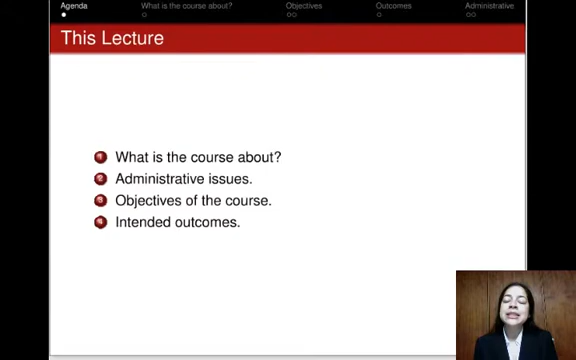 Agenda
What is the course about?
Objectives
Outcomes
Administrative
This Lecture
1 What is the course about?
2 Administrative issues.
3 Objectives of the course.
4 Intended outcomes.